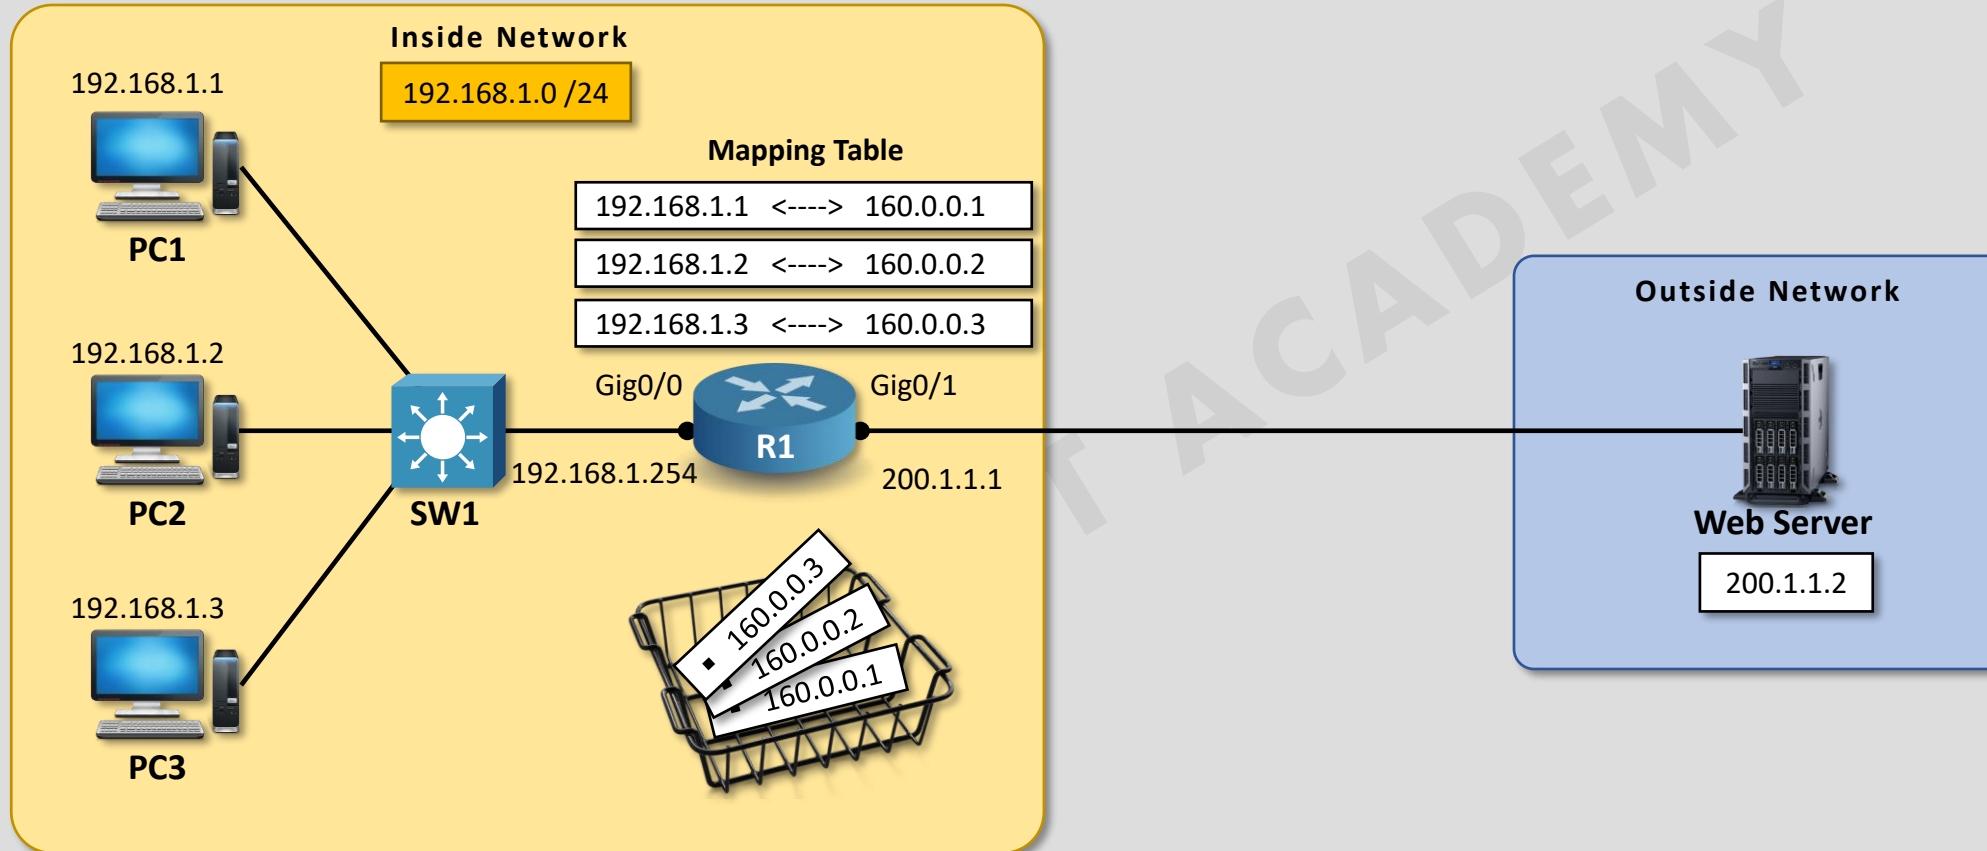 Inside Network
192.168.1.0 /24
192.168.1.1
PC1
Mapping Table
192.168.1.1 <----> 160.0.0.1
192.168.1.2 <----> 160.0.0.2
192.168.1.3 <----> 160.0.0.3
192.168.1.2
PC2
SW1
Gig0/0
Gig0/1
R1
192.168.1.254
200.1.1.1
192.168.1.3
PC3
▪ 160.0.0.3
▪ 160.0.0.2
▪ 160.0.0.1
Outside Network
Web Server
200.1.1.2
T ACADEMY